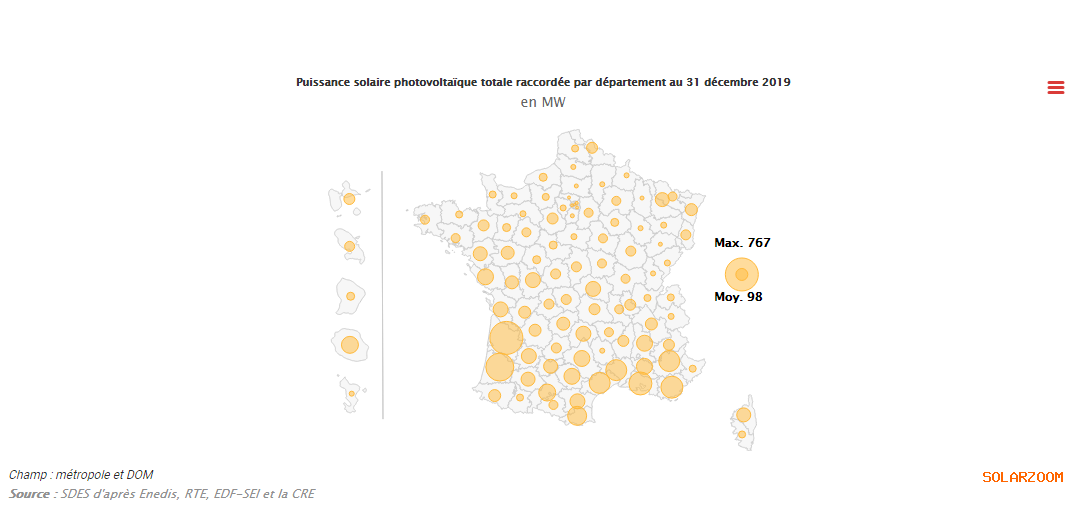 Puissance solaire photovoltaïque totale raccordée par département au 31 décembre 2019
en MW
Max. 767
Moy. 98
Champ : métropole et DOM
Source : SDES d'après Enedis, RTE, EDF-SEI et la CRE
SOLARZOOM